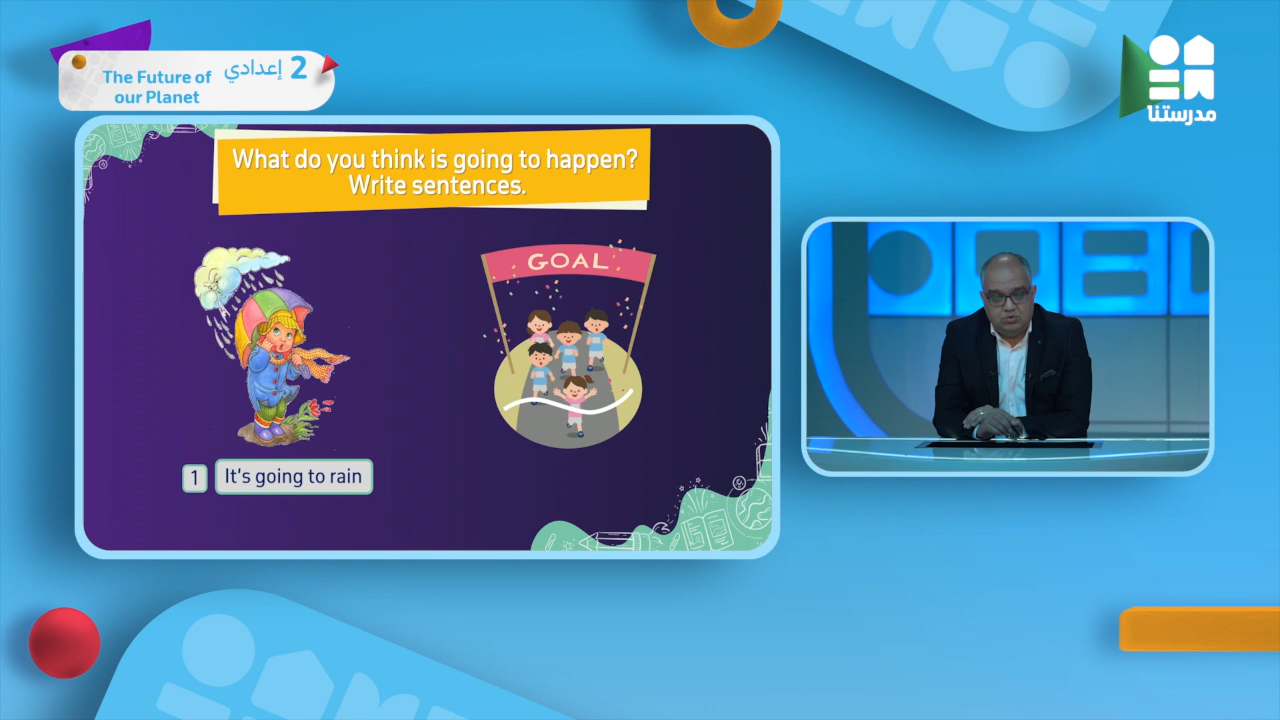 The Future of
our Planet
2 إعدادي
مدرستنا
What do you think is going to happen?
Write sentences.
GOAL
1 It's going to rain